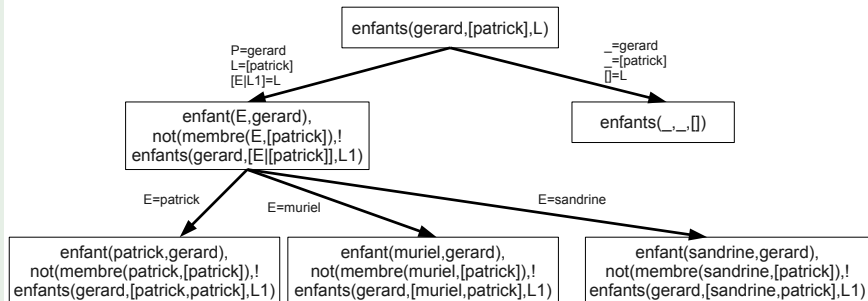 enfants(gerard,[patrick],L)
P=gerard
L=[patrick]
[E|L1]=L
_=gerard
_=[patrick]
[]=L
enfant(E,gerard),
not(membre(E,[patrick]),!
enfants(gerard,[E|[patrick]],L1)
enfants(_,_,[])
E=patrick
E=muriel
E=sandrine
enfant(patrick,gerard),
not(membre(patrick,[patrick]),!
enfants(gerard,[patrick,patrick],L1)
enfant(muriel,gerard),
not(membre(muriel,[patrick]),!
enfants(gerard,[muriel,patrick],L1)
enfant(sandrine,gerard),
not(membre(sandrine,[patrick]),!
enfants(gerard,[sandrine,patrick],L1)